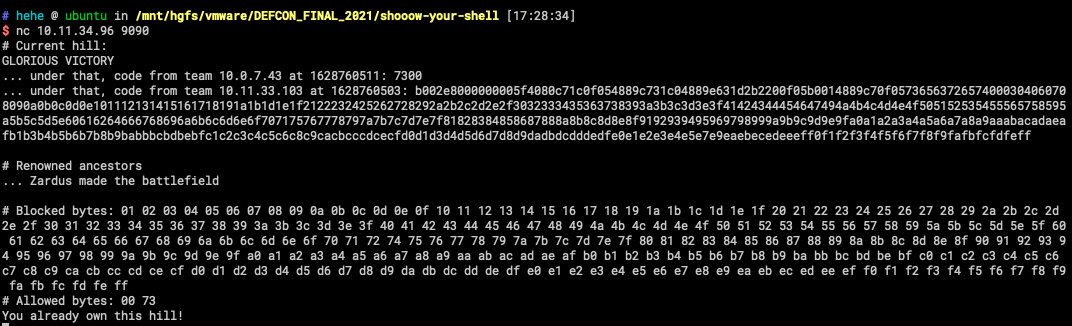 # hehe @ ubuntu in /mnt/hgfs/vmware/DEFCON_FINAL_2021/shooow-your-shell [17:28:34]
$ nc 10.11.34.96 9090
# Current hill:
GLORIOUS VICTORY
... under that, code from team 10.0.7.43 at 1628760511: 7300
... under that, code from team 10.11.33.103 at 1628760503: b002e8000000005f4080c71c0f054889c731c04889e631d2b2200f05b0014889c70f0573656372657400030406070
8090a0b0c0d0e101112131415161718191a1b1d1e1f2122232425262728292a2b2c2d2e2f3032333435363738393a3b3c3d3e3f41424344454647494a4b4c4d4e4f505152535455565758595
a5b5c5d5e60616264666768696a6b6c6d6e6f707175767778797a7b7c7d7e7f81828384858687888a8b8c8d8e8f9192939495969798999a9b9c9d9e9fa0a1a2a3a4a5a6a7a8a9aaabacadaea
fb1b3b4b5b6b7b8b9babbbcbdbebfc1c2c3c4c5c6c8c9cacbcccdcecfd0d1d3d4d5d6d7d8d9dadbdcdddedfe0e1e2e3e4e5e7e9eaebecedeeeff0f1f2f3f4f5f6f7f8f9fafbfcfdfeff
# Renowned ancestors
... Zardus made the battlefield
# Blocked bytes: 01 02 03 04 05 06 07 08 09 0a 0b 0c 0d 0e 0f 10 11 12 13 14 15 16 17 18 19 1a 1b 1c 1d 1e 1f 20 21 22 23 24 25 26 27 28 29 2a 2b 2c 2d
2e 2f 30 31 32 33 34 35 36 37 38 39 3a 3b 3c 3d 3e 3f 40 41 42 43 44 45 46 47 48 49 4a 4b 4c 4d 4e 4f 50 51 52 53 54 55 56 57 58 59 5a 5b 5c 5d 5e 5f 60
61 62 63 64 65 66 67 68 69 6a 6b 6c 6d 6e 6f 70 71 72 74 75 76 77 78 79 7a 7b 7c 7d 7e 7f 80 81 82 83 84 85 86 87 88 89 8a 8b 8c 8d 8e 8f 90 91 92 93 9
4 95 96 97 98 99 9a 9b 9c 9d 9e 9f a0 a1 a2 a3 a4 a5 a6 a7 a8 a9 aa ab ac ad ae af b0 b1 b2 b3 b4 b5 b6 b7 b8 b9 ba bb bc bd be bf c0 c1 c2 c3 c4 c5 c6
c7 c8 c9 ca cb cc cd ce cf d0 d1 d2 d3 d4 d5 d6 d7 d8 d9 da db dc dd de df e0 e1 e2 e3 e4 e5 e6 e7 e8 e9 ea eb ec ed ee ef f0 f1 f2 f3 f4 f5 f6 f7 f8 f9
fa fb fc fd fe ff
# Allowed bytes: 00 73
You already own this hill!